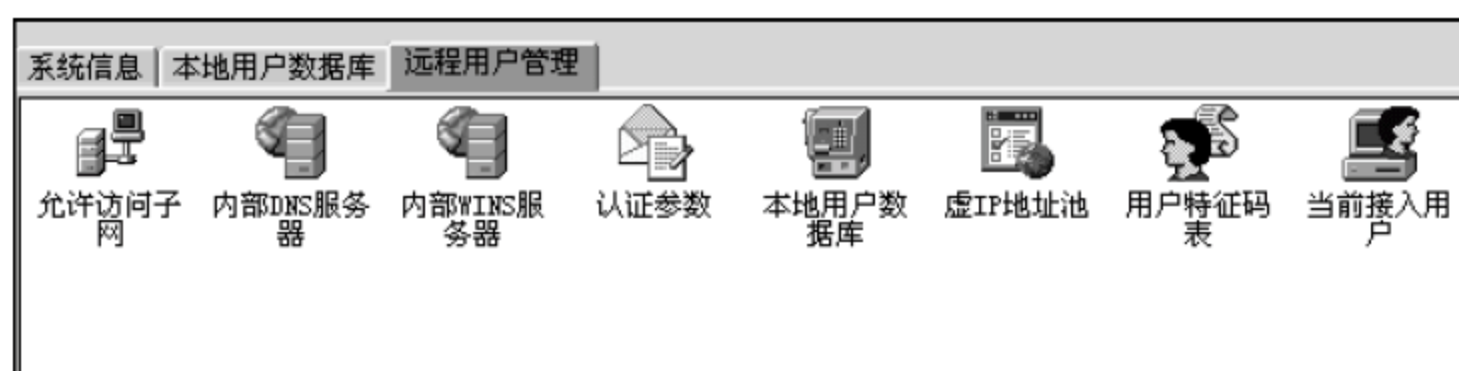 系统信息 本地用户数据库 远程用户管理
允许访问子网
内部DNS服务器
内部WINS服务器
认证参数
本地用户数据库
虚IP地址池
用户特征码表
当前接入用户